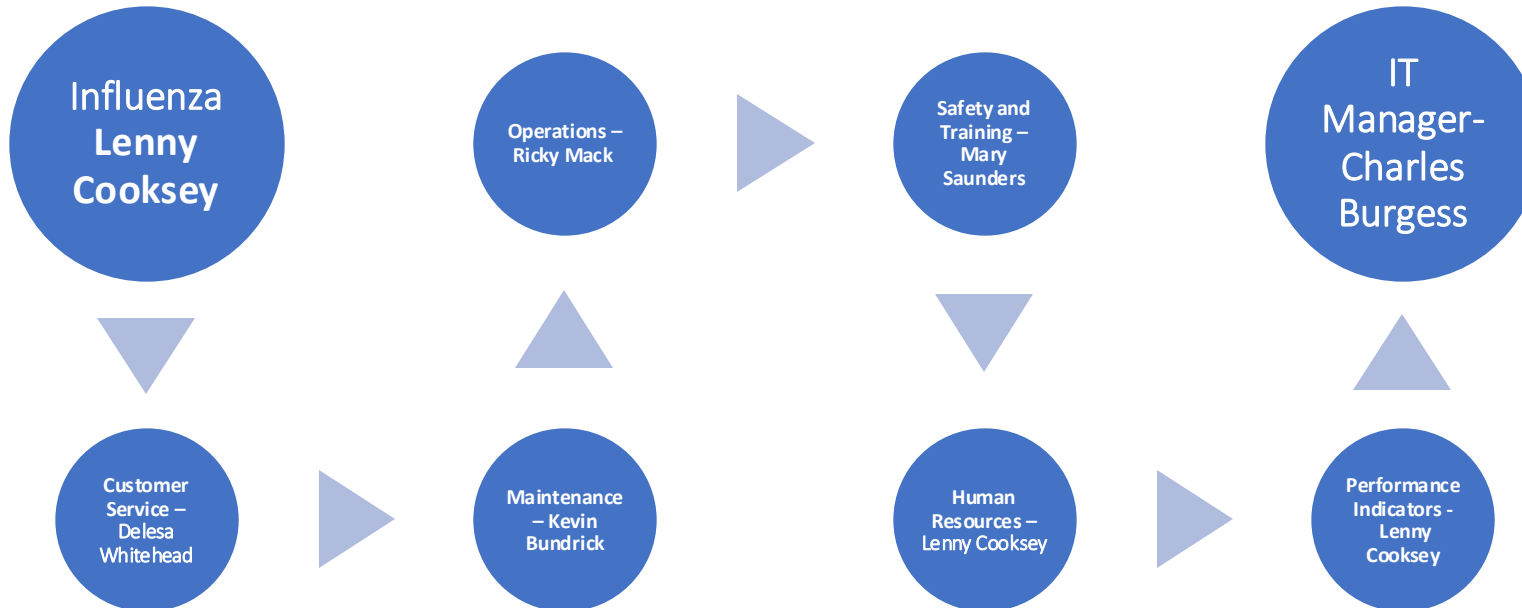 Influenza
Lenny
Cooksey
Customer
Service –
Delesa
Whitehead
Maintenance
– Kevin
Bundrick
Operations –
Ricky Mack
Safety and
Training –
Mary
Saunders
Human
Resources –
Lenny Cooksey
Performance
Indicators -
Lenny
Cooksey
IT
Manager-
Charles
Burgess